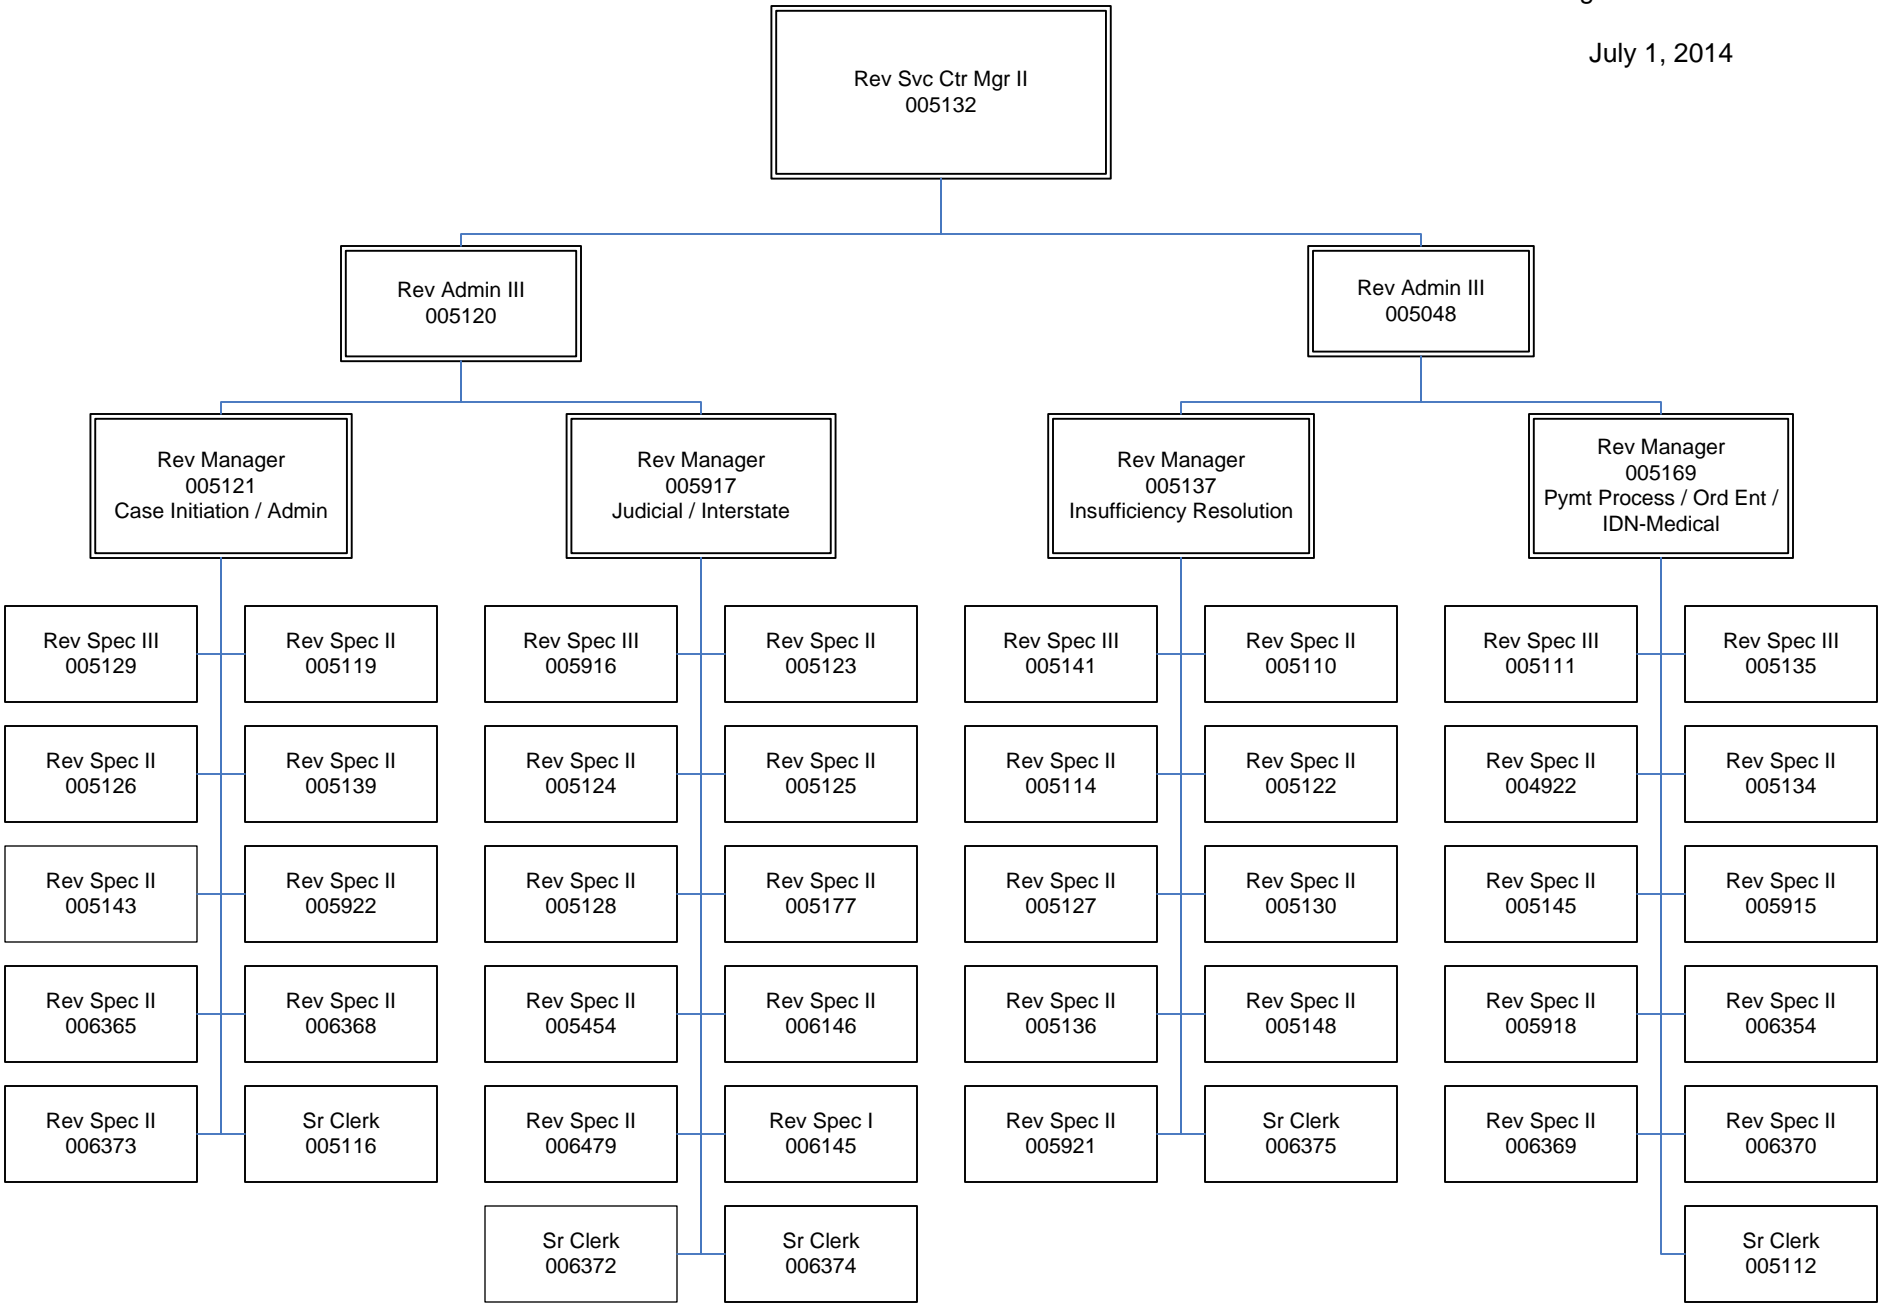 July 1, 2014
Rev Svc Ctr Mgr II
005132
Rev Admin III
005120
Rev Admin III
005048
Rev Manager
005121
Case Initiation / Admin
Rev Manager
005917
Judicial / Interstate
Rev Manager
005137
Insufficiency Resolution
Rev Manager
005169
Pymt Process / Ord Ent /
IDN-Medical
Rev Spec III
005129
Rev Spec II
005119
Rev Spec II
005126
Rev Spec II
005139
Rev Spec II
005143
Rev Spec II
005922
Rev Spec II
006365
Rev Spec II
006368
Rev Spec II
006373
Sr Clerk
005116
Rev Spec III
005916
Rev Spec II
005123
Rev Spec II
005124
Rev Spec II
005125
Rev Spec II
005128
Rev Spec II
005177
Rev Spec II
005454
Rev Spec II
006146
Rev Spec II
006479
Rev Spec I
006145
Sr Clerk
006372
Sr Clerk
006374
Rev Spec III
005141
Rev Spec II
005110
Rev Spec II
005114
Rev Spec II
005122
Rev Spec II
005127
Rev Spec II
005130
Rev Spec II
005136
Rev Spec II
005148
Rev Spec II
005921
Sr Clerk
006375
Rev Spec III
005111
Rev Spec III
005135
Rev Spec II
004922
Rev Spec II
005134
Rev Spec II
005145
Rev Spec II
005915
Rev Spec II
005918
Rev Spec II
006354
Rev Spec II
006369
Rev Spec II
006370
Sr Clerk
005112